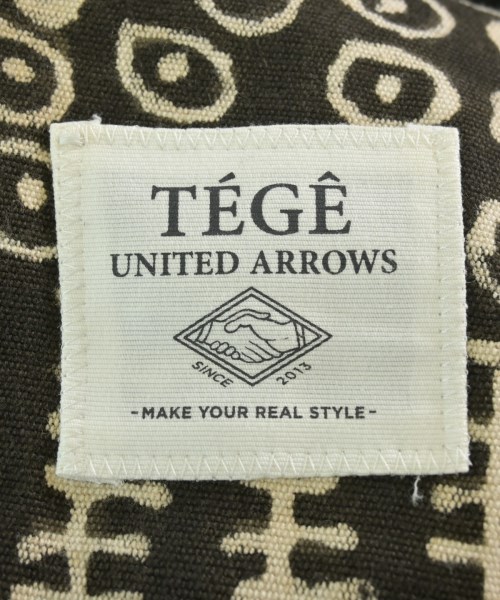 TÉGÊ
UNITED ARROWS
SINCE 2013
-MAKE YOUR REAL STYLE-